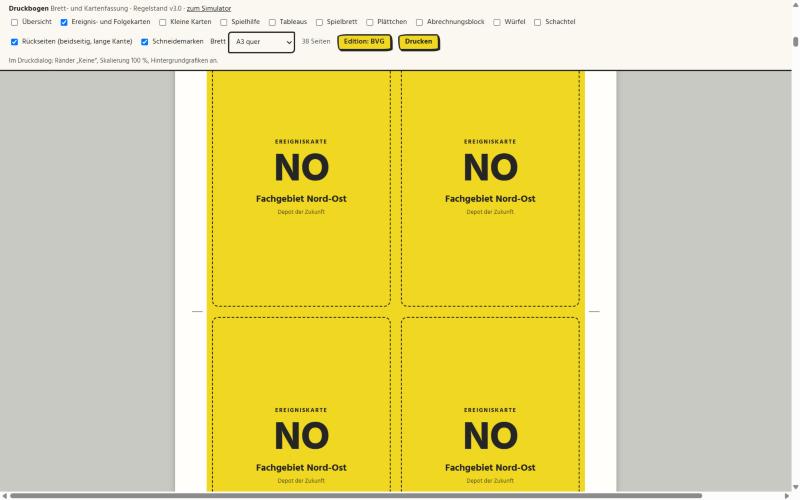 Druckbogen Brett- und Kartenfassung · Regelstand v3.0 · zum Simulator
Übersicht Ereignis- und Folgekarten Kleine Karten Spielhilfe Tableaus Spielbrett Plättchen Abrechnungsblock Würfel Schachtel
Rückseiten (beidseitig, lange Kante) Schneidemarken Brett A3 quer 38 Seiten Edition: BVG Drucken
Im Druckdialog: Ränder „Keine“, Skalierung 100 %, Hintergrundgrafiken an.
EREIGNISKARTE EREIGNISKARTE
NO NO
Fachgebiet Nord-Ost Fachgebiet Nord-Ost
Depot der Zukunft Depot der Zukunft
EREIGNISKARTE EREIGNISKARTE
NO NO
Fachgebiet Nord-Ost Fachgebiet Nord-Ost
Depot der Zukunft Depot der Zukunft